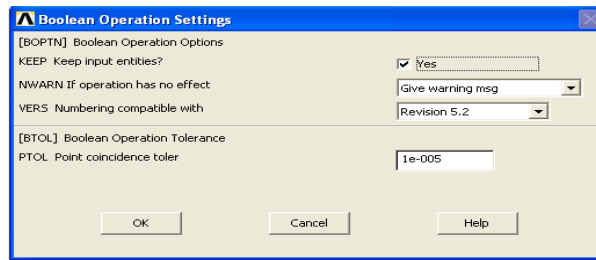 Boolean Operation Settings
[BOPTN] Boolean Operation Options
KEEP Keep input entities?
Yes
NWARN If operation has no effect
Give warning msg
VERS Numbering compatible with
Revision 5.2
[BTOL] Boolean Operation Tolerance
PTOL Point coincidence toler
1e-005
OK Cancel Help